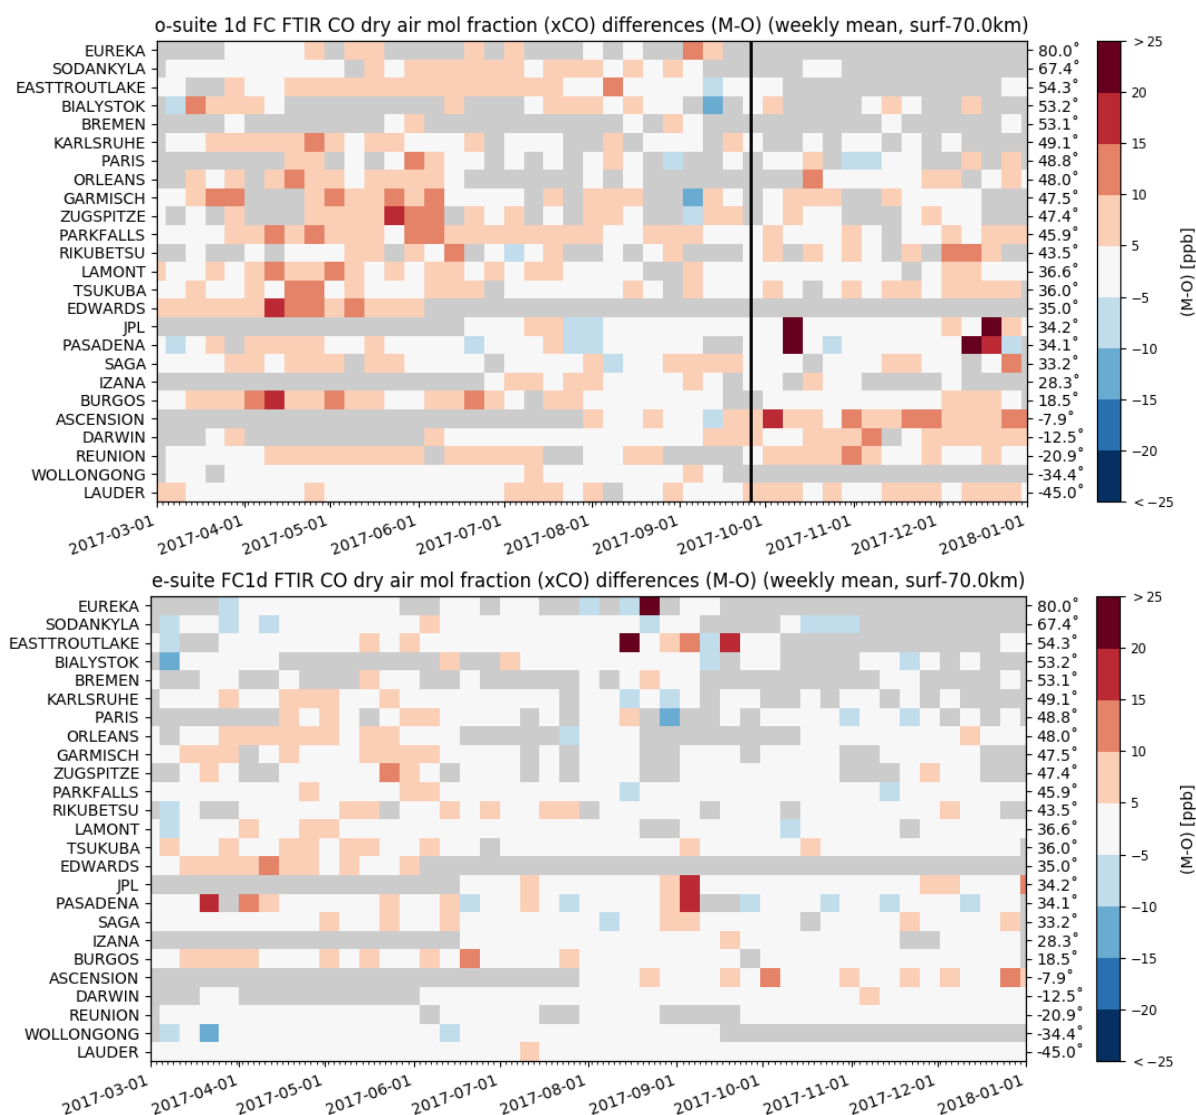 o-suite 1d FC FTIR CO dry air mol fraction (xCO) differences (M-O) (weekly mean, surf-70.0km)
EUREKA 80.0˚
SODANKYLA 67.4˚
EASTTROUTLAKE 54.3˚
BIALYSTOK 53.2˚
BREMEN 53.1˚
KARLSRUHE 49.1˚
PARIS 48.8˚
ORLEANS 48.0˚
GARMISCH 47.5˚
ZUGSPITZE 47.4˚
PARKFALLS 45.9˚
RIKUBETSU 43.5˚
LAMONT 36.6˚
TSUKUBA 36.0˚
EDWARDS 35.0˚
JPL 34.2˚
PASADENA 34.1˚
SAGA 33.2˚
IZANA 28.3˚
BURGOS 18.5˚
ASCENSION -7.9˚
DARWIN -12.5˚
REUNION -20.9˚
WOLLONGONG -34.4˚
LAUDER -45.0˚
2017-03-01 2017-04-01 2017-05-01 2017-06-01 2017-07-01 2017-08-01 2017-09-01 2017-10-01 2017-11-01 2017-12-01 2018-01-01
> 25
20
15
10
5
−5
−10
−15
−20
< −25
(M-O) [ppb]
e-suite FC1d FTIR CO dry air mol fraction (xCO) differences (M-O) (weekly mean, surf-70.0km)
EUREKA 80.0˚
SODANKYLA 67.4˚
EASTTROUTLAKE 54.3˚
BIALYSTOK 53.2˚
BREMEN 53.1˚
KARLSRUHE 49.1˚
PARIS 48.8˚
ORLEANS 48.0˚
GARMISCH 47.5˚
ZUGSPITZE 47.4˚
PARKFALLS 45.9˚
RIKUBETSU 43.5˚
LAMONT 36.6˚
TSUKUBA 36.0˚
EDWARDS 35.0˚
JPL 34.2˚
PASADENA 34.1˚
SAGA 33.2˚
IZANA 28.3˚
BURGOS 18.5˚
ASCENSION -7.9˚
DARWIN -12.5˚
REUNION -20.9˚
WOLLONGONG -34.4˚
LAUDER -45.0˚
2017-03-01 2017-04-01 2017-05-01 2017-06-01 2017-07-01 2017-08-01 2017-09-01 2017-10-01 2017-11-01 2017-12-01 2018-01-01
> 25
20
15
10
5
−5
−10
−15
−20
< −25
(M-O) [ppb]